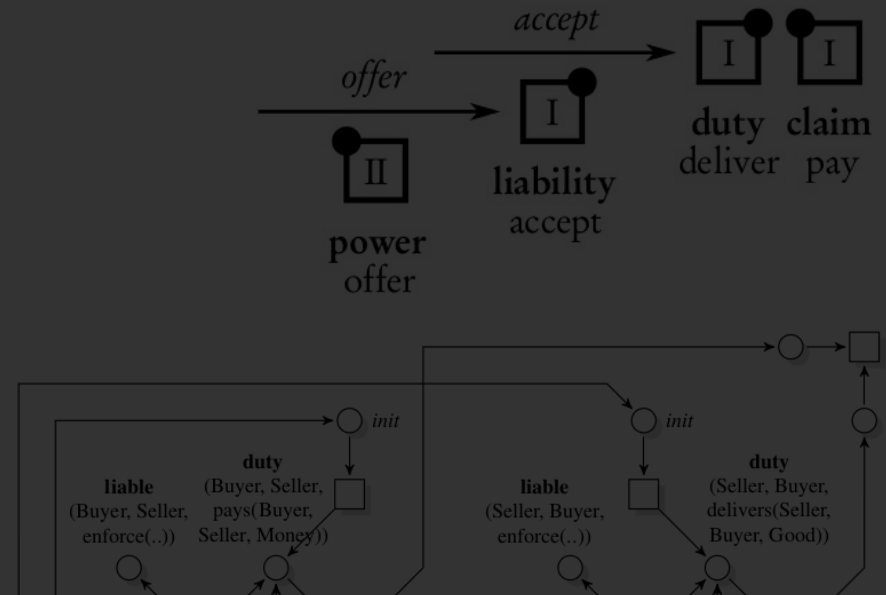 accept
offer
I
I
I
II
duty claim
deliver pay
liability
accept
power
offer
init
init
duty
liable
(Buyer, Seller,
pays(Buyer,
Seller, Money))
(Buyer, Seller,
enforce(..))
liable
(Seller, Buyer,
enforce(..))
duty
(Seller, Buyer,
delivers(Seller,
Buyer, Good))